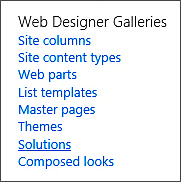 Web Designer Galleries
Site columns
Site content types
Web parts
List templates
Master pages
Themes
Solutions
Composed looks